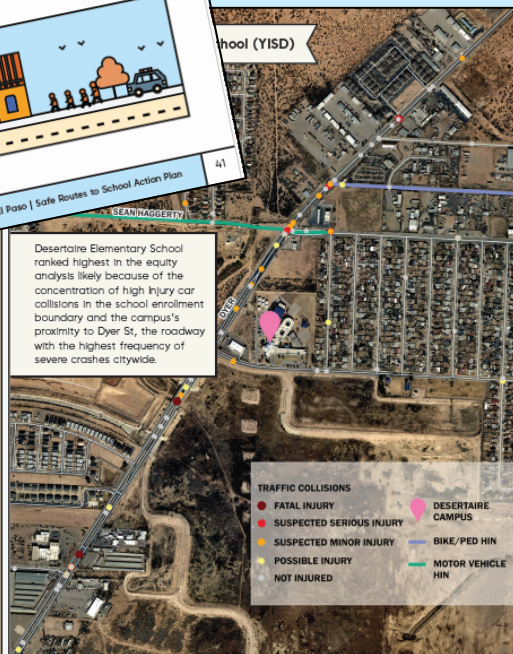 hool (YISD)
41
l Paso | Safe Routes to School Action Plan
SEAN HAGGERTY
Desertaire Elementary School
ranked highest in the equity
analysis likely because of the
concentration of high injury car
collisions in the school enrollment
boundary and the campus's
proximity to Dyer St, the roadway
with the highest frequency of
severe crashes citywide.
DYER
TRAFFIC COLLISIONS
FATAL INJURY
SUSPECTED SERIOUS INJURY
SUSPECTED MINOR INJURY
POSSIBLE INJURY
NOT INJURED
DESERTAIRE
CAMPUS
BIKE/PED HIN
MOTOR VEHICLE
HIN